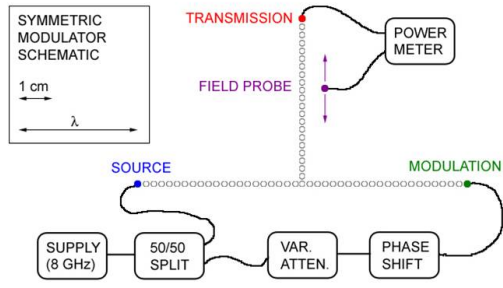 SYMMETRIC
MODULATOR
SCHEMATIC
1 cm
λ
TRANSMISSION
POWER
METER
FIELD PROBE
SOURCE
MODULATION
SUPPLY
(8 GHz)
50/50
SPLIT
VAR.
ATTEN.
PHASE
SHIFT